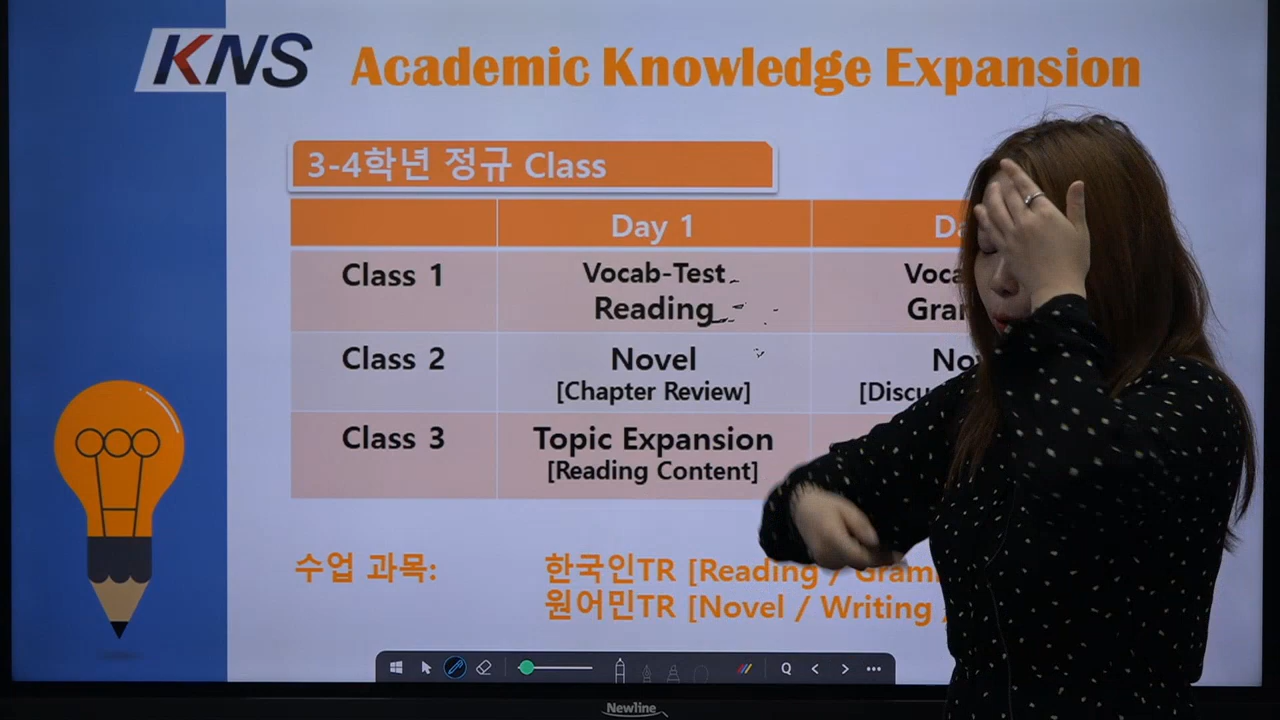 KNS
Academic Knowledge Expansion
3-4학년 정규 Class
Day 1
Class 1
Vocab-Test
Reading
Class 2
Novel
[Chapter Review]
Class 3
Topic Expansion
[Reading Content]
수업 과목:
한국인TR [Reading /
원어민TR [Novel / Writing /
Newline